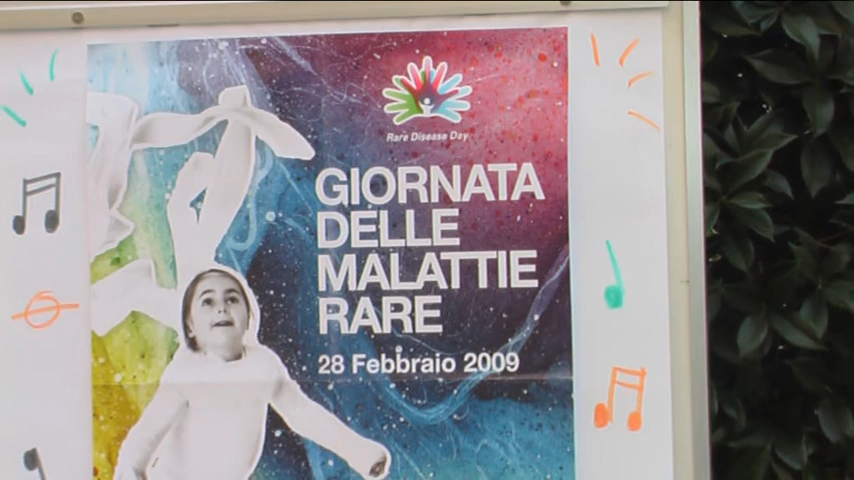 Rare Disease Day
GIORNATA
DELLE
MALATTIE
RARE
28 Febbraio 2009